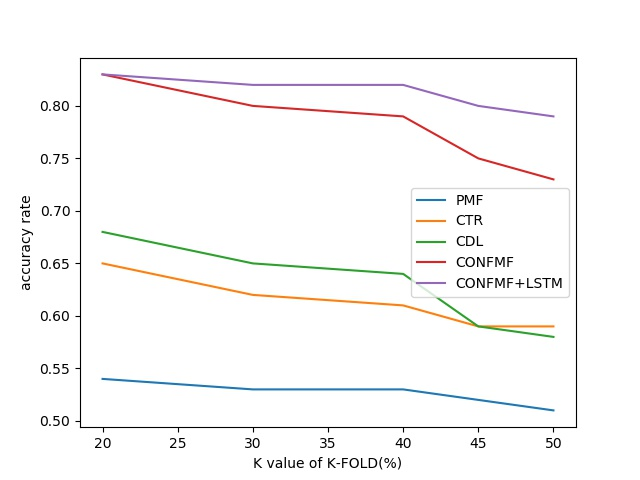 0.80
0.75
0.70
0.65
0.60
0.55
0.50
accuracy rate
PMF
CTR
CDL
CONFMF
CONFMF+LSTM
20 25 30 35 40 45 50
K value of K-FOLD(%)